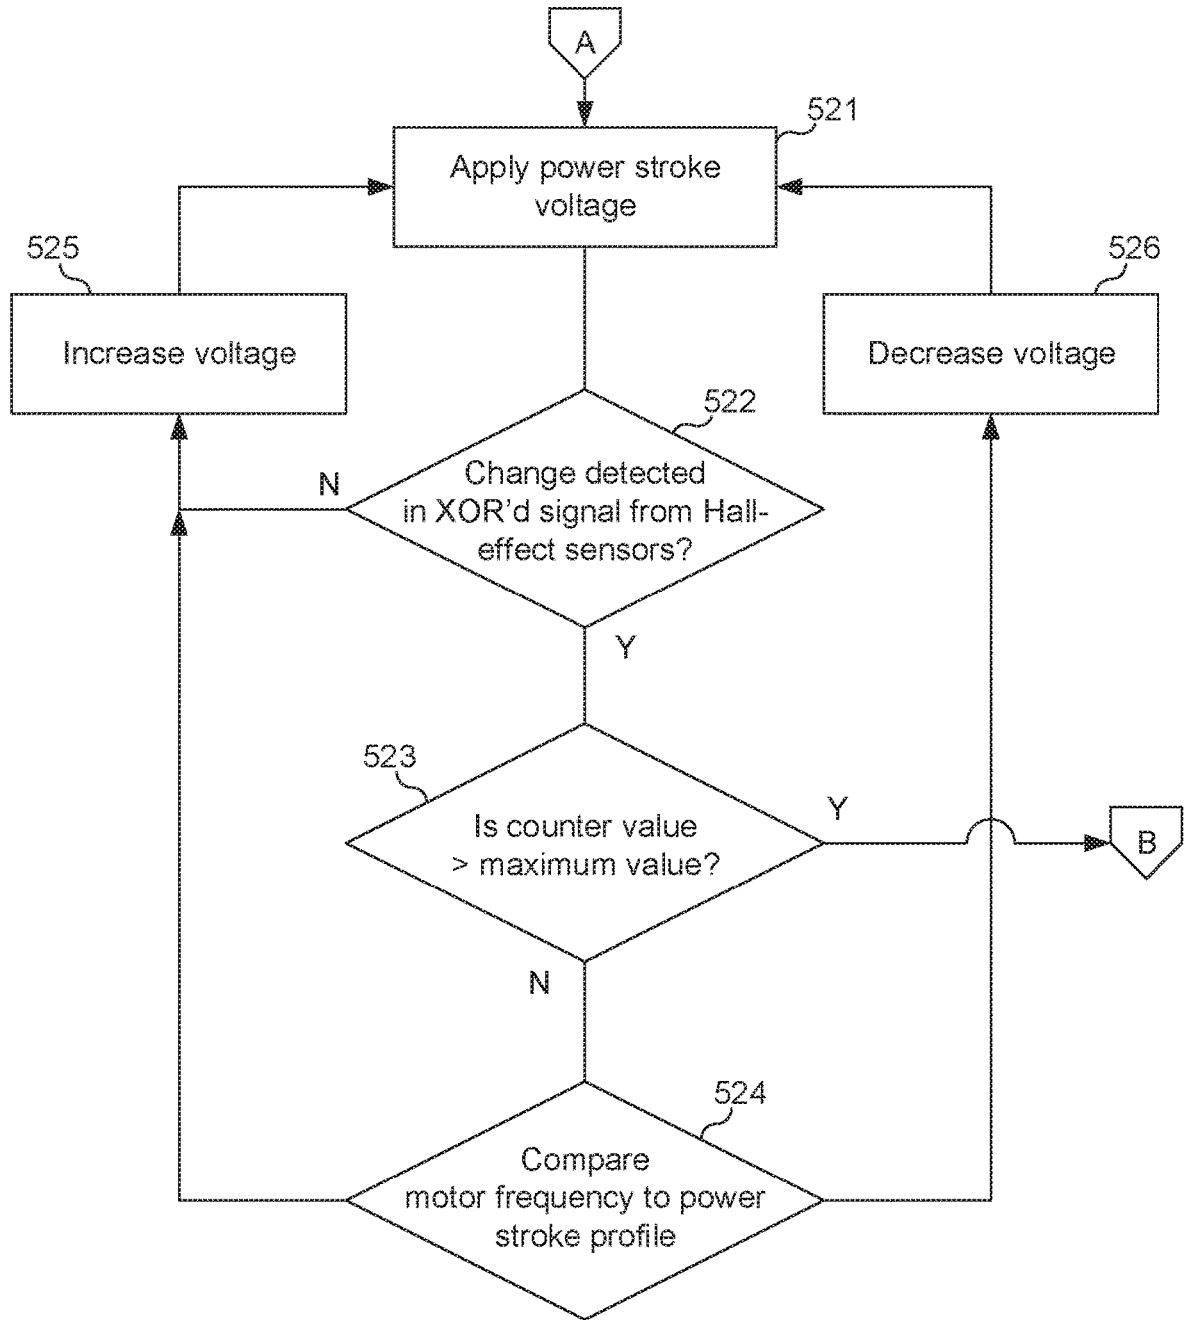 A
521
Apply power stroke
voltage
525
526
Increase voltage
Decrease voltage
522
N
Change detected
in XOR'd signal from Hall-
effect sensors?
Y
523
Y
Is counter value
> maximum value?
B
N
524
Compare
motor frequency to power
stroke profile